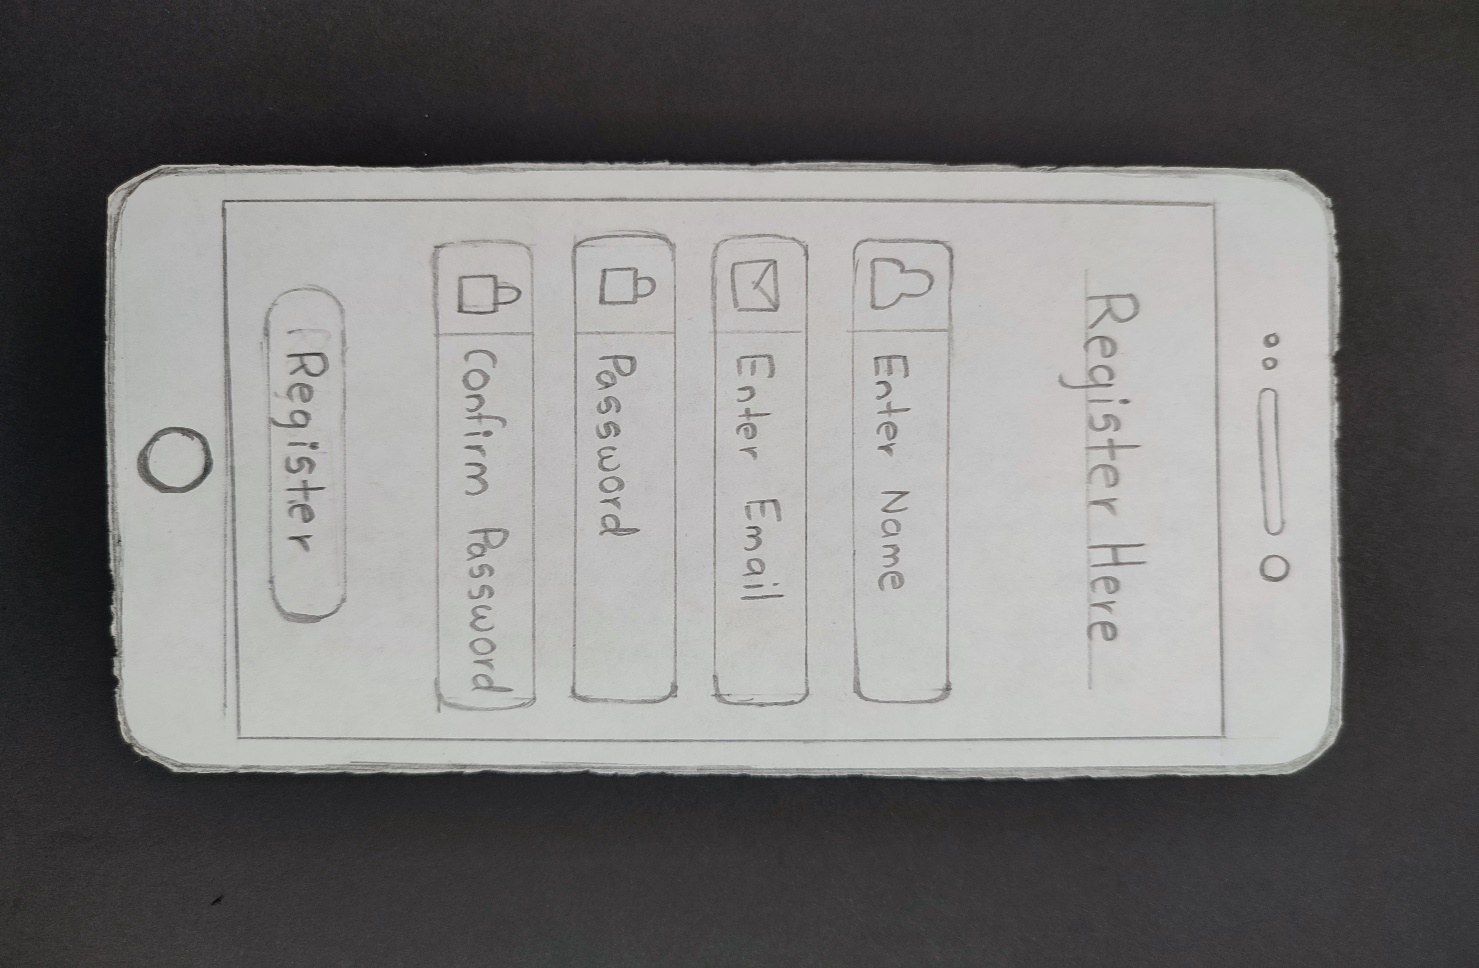 Register Here
Enter Name
Enter Email
Password
Confirm Password
Register